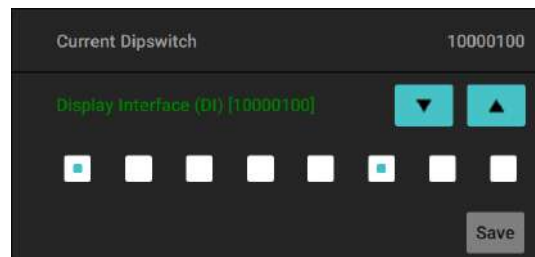 Current Dipswitch 10000100
Display Interface (DI) [10000100]
Save